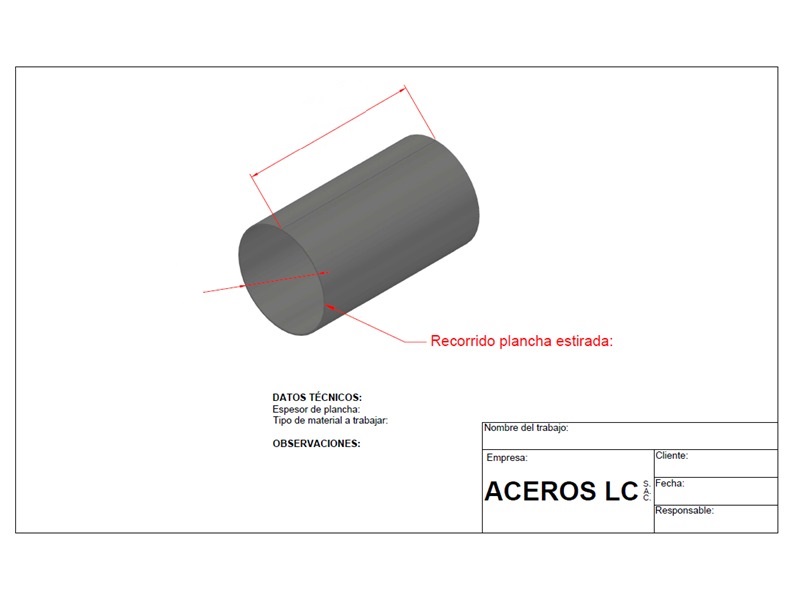 Recorrido plancha estirada:
DATOS TÉCNICOS:
Espesor de plancha:
Tipo de material a trabajar:
OBSERVACIONES:
Nombre del trabajo:
Empresa:
ACEROS LC S.A.C.
Cliente:
Fecha:
Responsable: